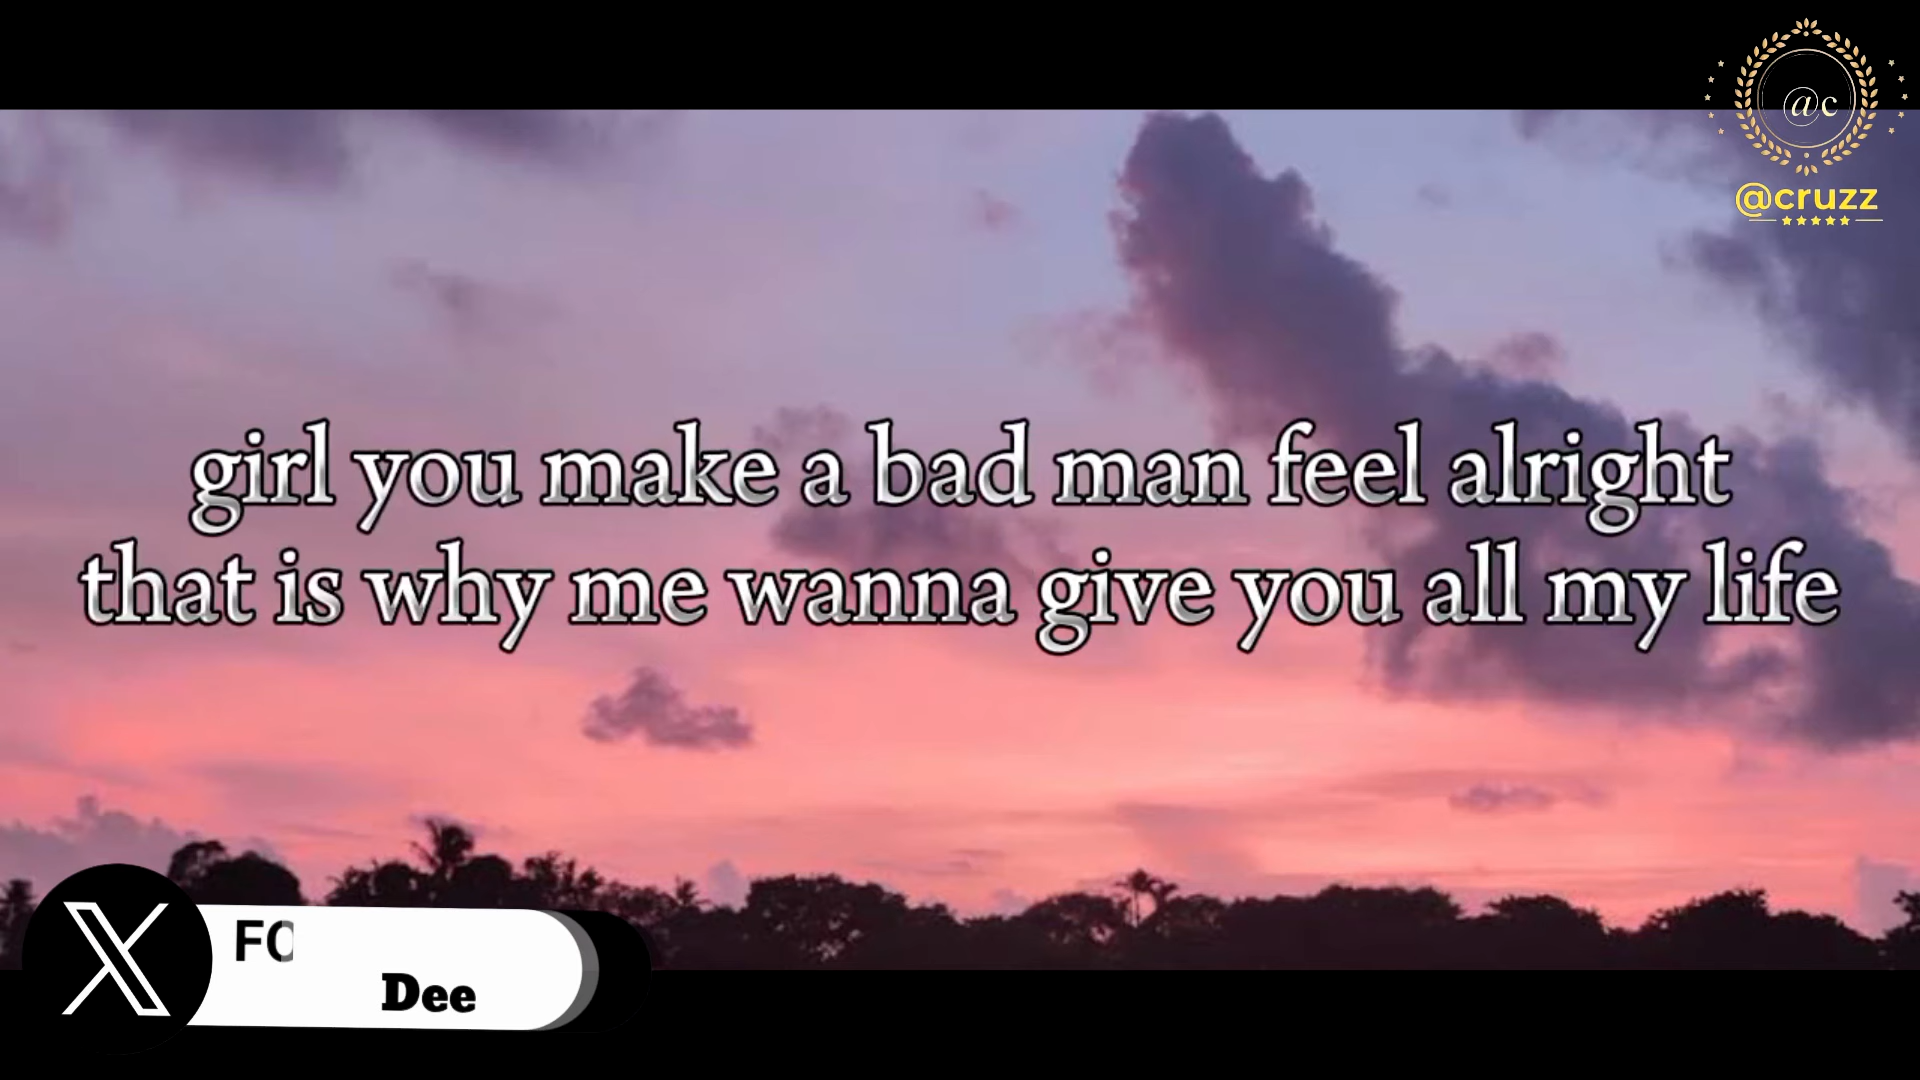 @c
@cruzz
girl you make a bad man feel alright
that is why me wanna give you all my life
FO
Dee